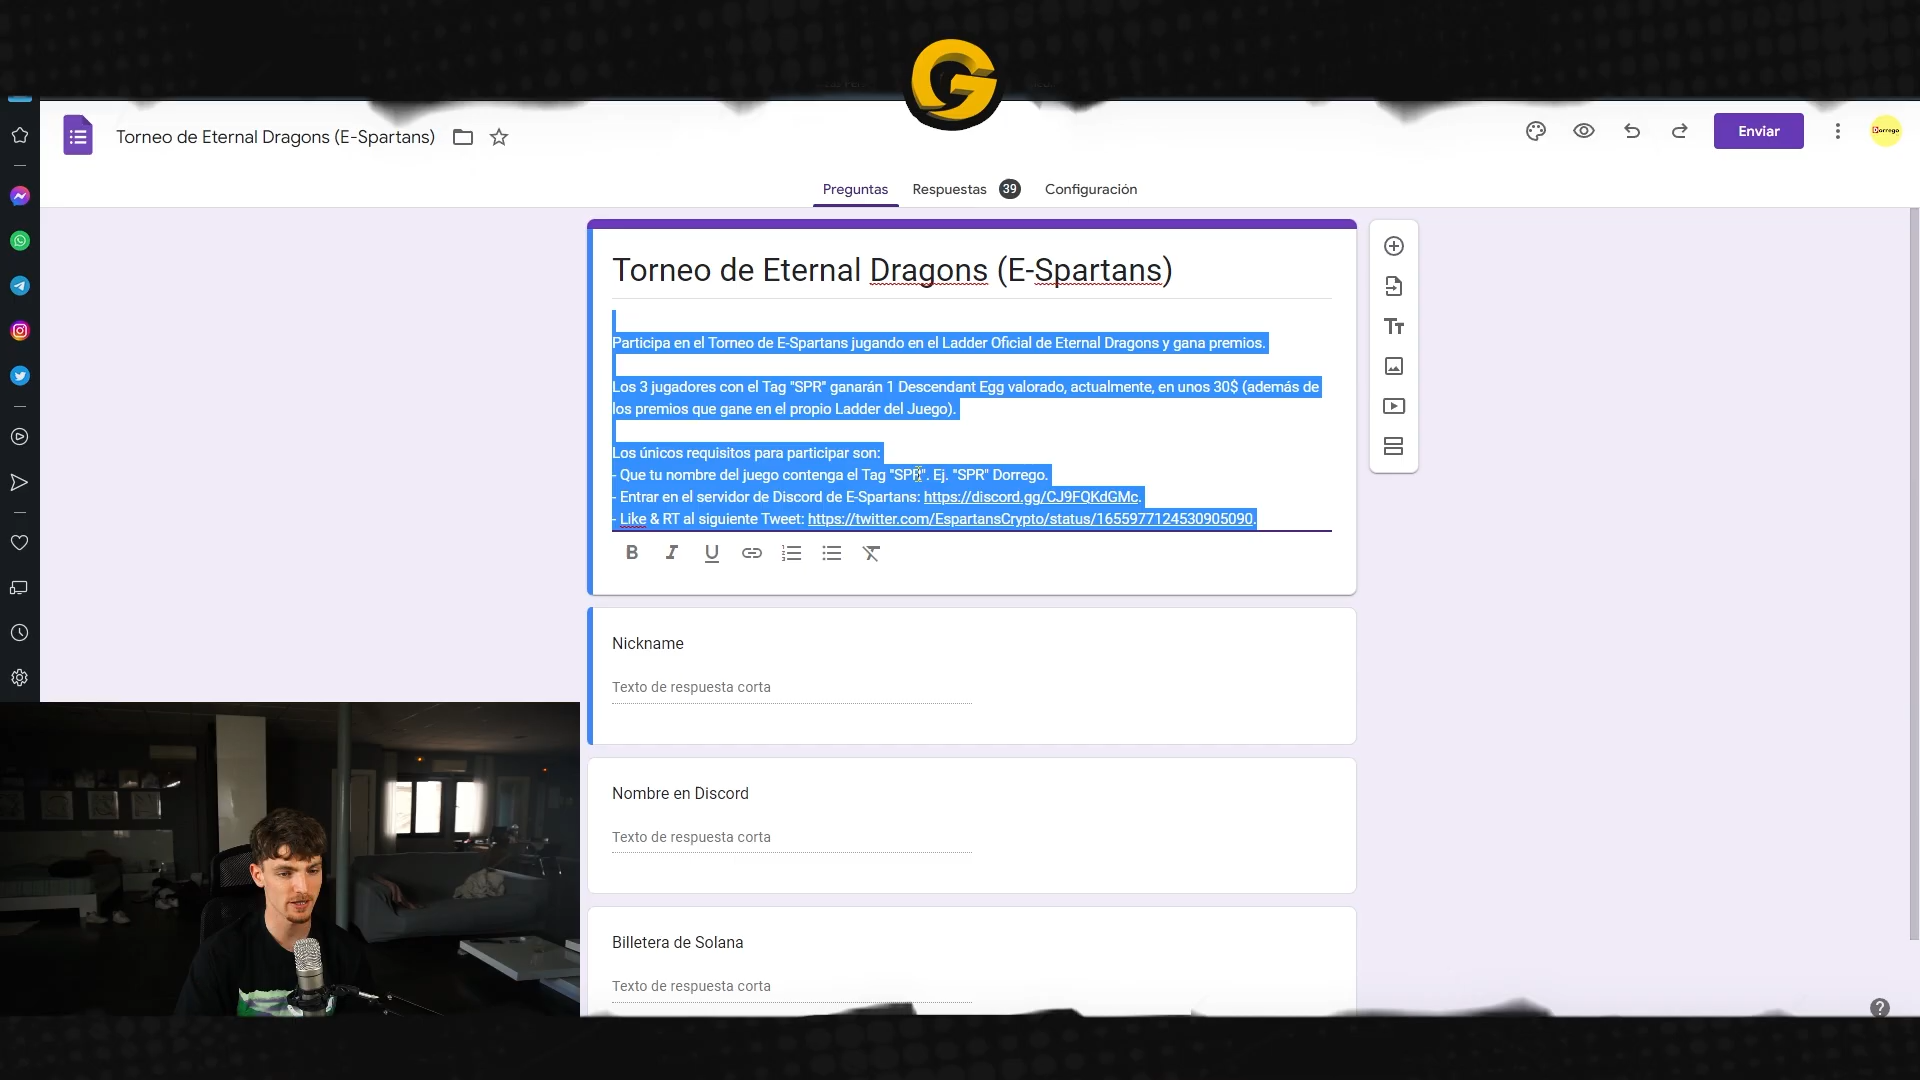 G
Torneo de Eternal Dragons (E-Spartans)
Enviar
Dorrego
Preguntas
Respuestas
39
Configuración
Torneo de Eternal Dragons (E-Spartans)
Participa en el Torneo de E-Spartans jugando en el Ladder Oficial de Eternal Dragons y gana premios.
Los 3 jugadores con el Tag "SPR" ganarán 1 Descendant Egg valorado, actualmente, en unos 30$ (además de
los premios que gane en el propio Ladder del Juego).
Los únicos requisitos para participar son:
- Que tu nombre del juego contenga el Tag "SPR". Ej. "SPR" Dorrego.
- Entrar en el servidor de Discord de E-Spartans: https://discord.gg/CJ9FQKdGMc.
- Like & RT al siguiente Tweet: https://twitter.com/EspartansCrypto/status/1655977124530905090.
Nickname
Texto de respuesta corta
Nombre en Discord
Texto de respuesta corta
Billetera de Solana
Texto de respuesta corta